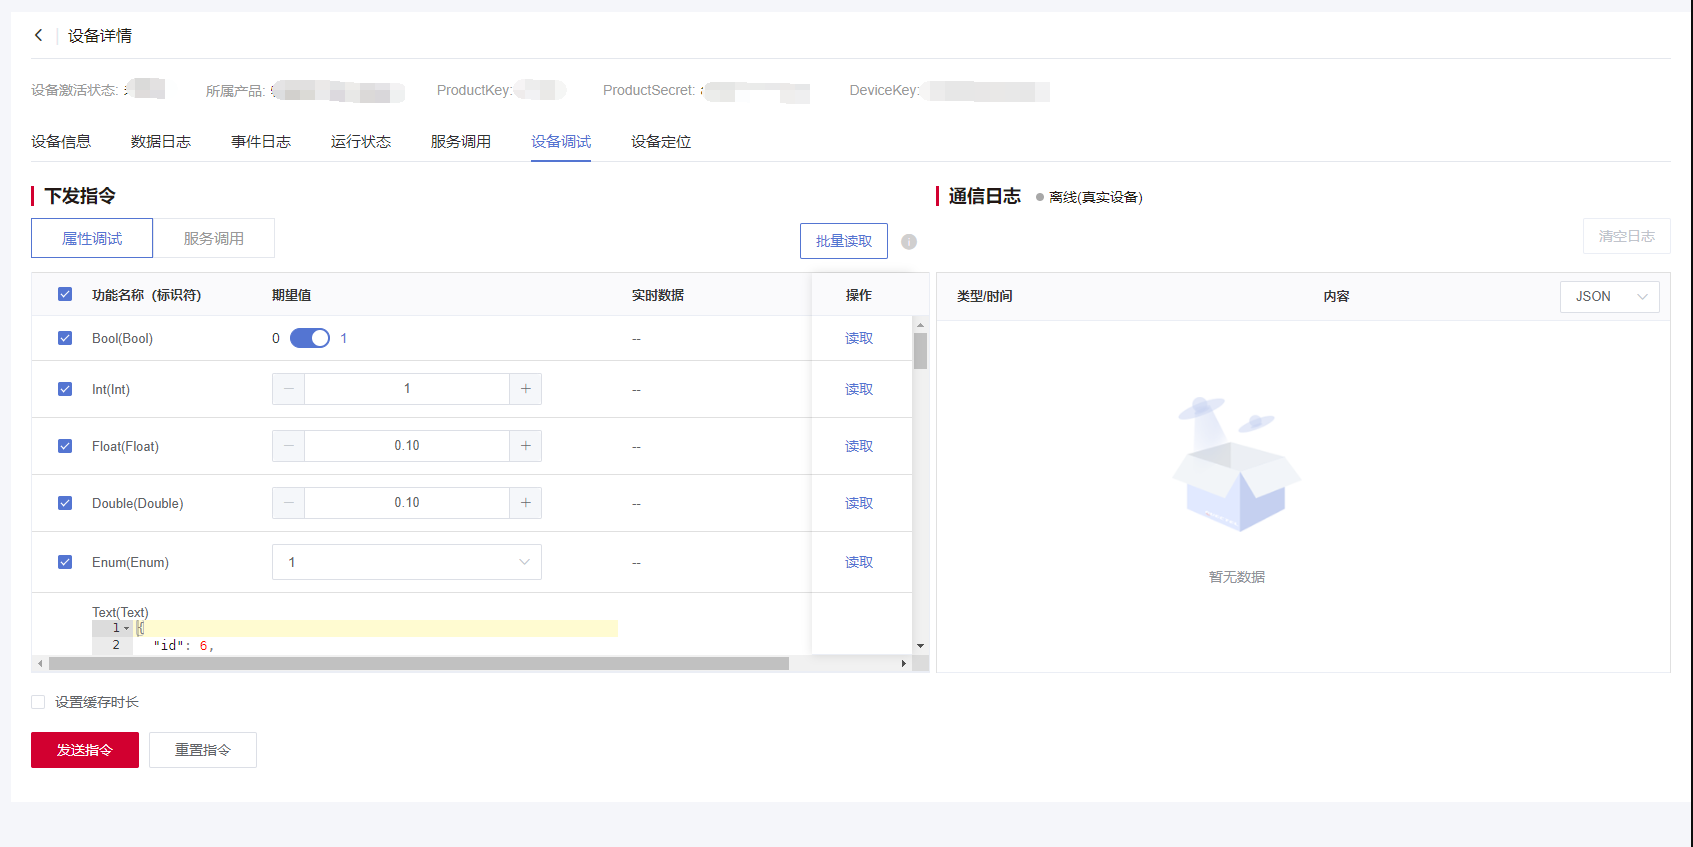 设备详情
设备激活状态: 所属产品: ProductKey: ProductSecret: DeviceKey:
设备信息 数据日志 事件日志 运行状态 服务调用 设备调试 设备定位
下发指令
属性调试 服务调用 批量读取
功能名称（标识符) 期望值 实时数据 操作
Bool(Bool) 0 1 -- 读取
Int(Int) 1 -- 读取
Float(Float) 0.10 -- 读取
Double(Double) 0.10 -- 读取
Enum(Enum) 1 -- 读取
Text(Text)
1 {
2 "id": 6,
设置缓存时长
发送指令 重置指令
通信日志 离线(真实设备)
清空日志
类型/时间 内容 JSON
暂无数据